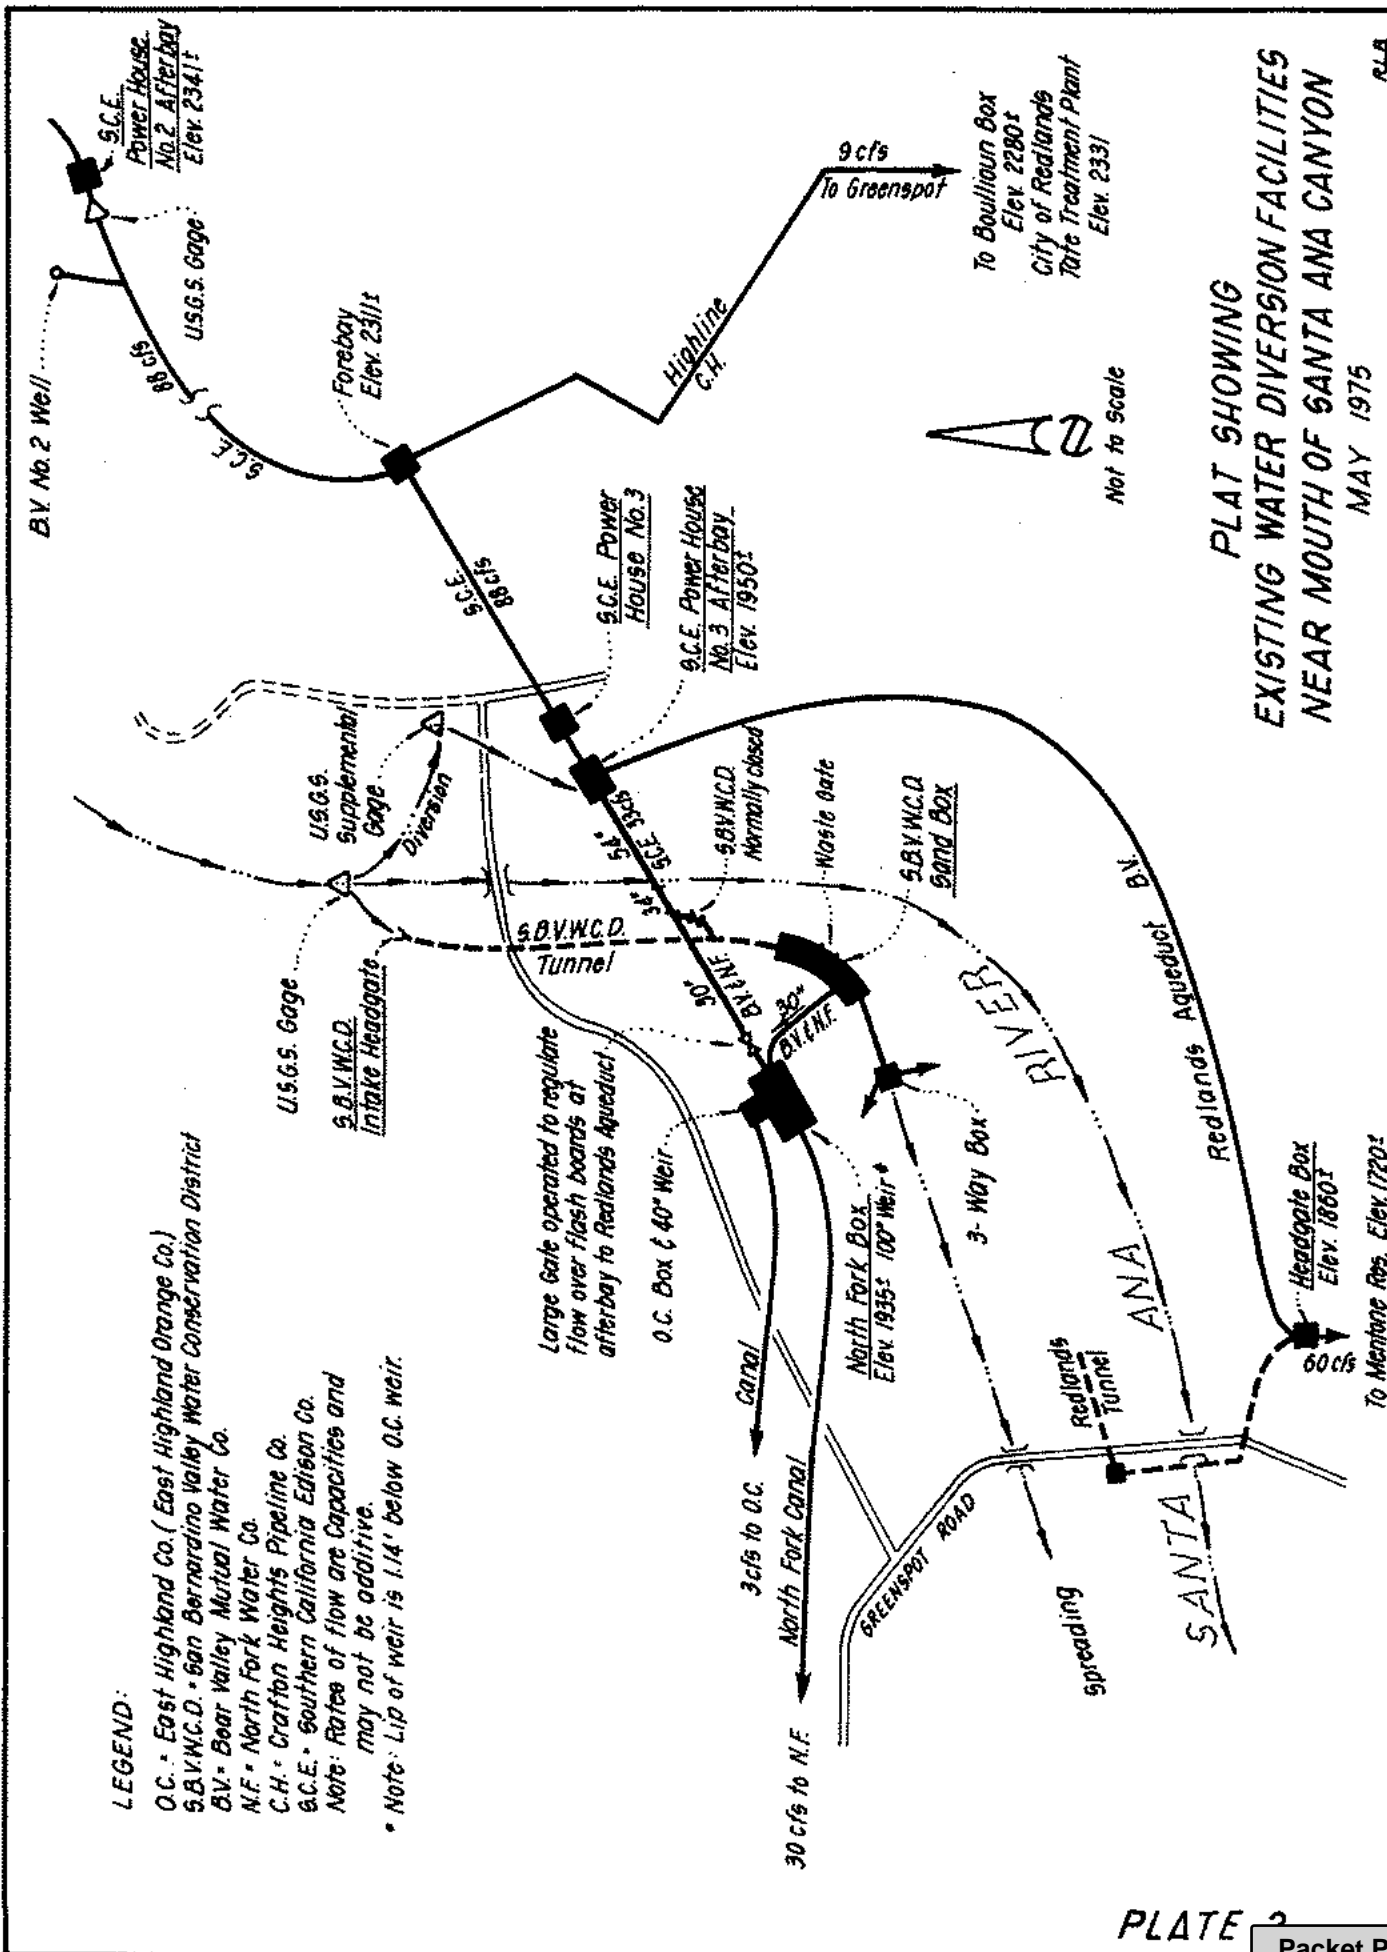 LEGEND:
O.C. = East Highland Co. (East Highland Orange Co.)
S.B.V.W.C.D. = San Bernardino Valley Water Conservation District
B.V. = Bear Valley Mutual Water Co.
N.F. = North Fork Water Co.
C.H. = Crafton Heights Pipeline Co.
S.C.E. = Southern California Edison Co.
Note: Rates of flow are Capacities and
may not be additive.
* Note: Lip of weir is 1.14' below O.C. weir.
B.V. No. 2 Well
S.C.E.
Power House
No. 2 Afterbay
Elev. 2341±
U.S.G.S. Gage
88 cfs
S.C.E.
Forebay
Elev. 2311±
Highline
C.H.
9 cfs
To Greenspot
To Boullioun Box
Elev. 2280±
City of Redlands
Tate Treatment Plant
Elev. 2331
S.C.E.
88 cfs
S.C.E. Power
House No. 3
S.C.E. Power House
No. 3 Afterbay
Elev. 1950±
U.S.G.S.
Supplemental
Gage
Diversion
U.S.G.S. Gage
S.B.V.W.C.D.
Intake Headgate
S.B.V.W.C.D.
Tunnel
54"
S.C.E. 93cfs
34"
S.B.V.W.C.D.
Normally closed
Waste Gate
S.B.V.W.C.D
Sand Box
30"
B.V. & N.F.
30"
B.V. & N.F.
Large Gate operated to regulate
flow over flash boards at
afterbay to Redlands Aqueduct
O.C. Box & 40" Weir
North Fork Box
Elev. 1935± 100" Weir *
3- Way Box
Canal
3 cfs to O.C.
North Fork Canal
30 cfs to N.F.
GREENSPOT ROAD
Spreading
SANTA ANA RIVER
Redlands
Tunnel
Redlands Aqueduct B.V.
Headgate Box
Elev. 1860±
60 cfs
To Mentone Res. Elev. 1720±
Not to Scale
PLAT SHOWING
EXISTING WATER DIVERSION FACILITIES
NEAR MOUTH OF SANTA ANA CANYON
MAY 1975
PLATE
Packet